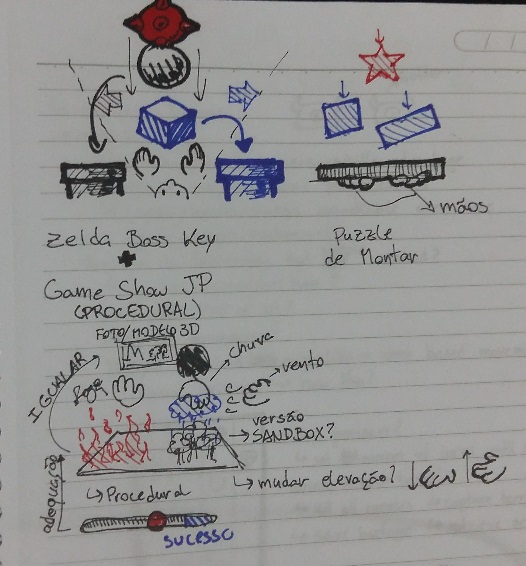 Zelda Boss Key
+
Game Show JP
(PROCEDURAL)
mãos
Puzzle
de Montar
FOTO/MODELO 3D
IGUALAR
chuva
vento
fogo
versão
SANDBOX?
mudar elevação?
Procedural
adequação
SUCESSO